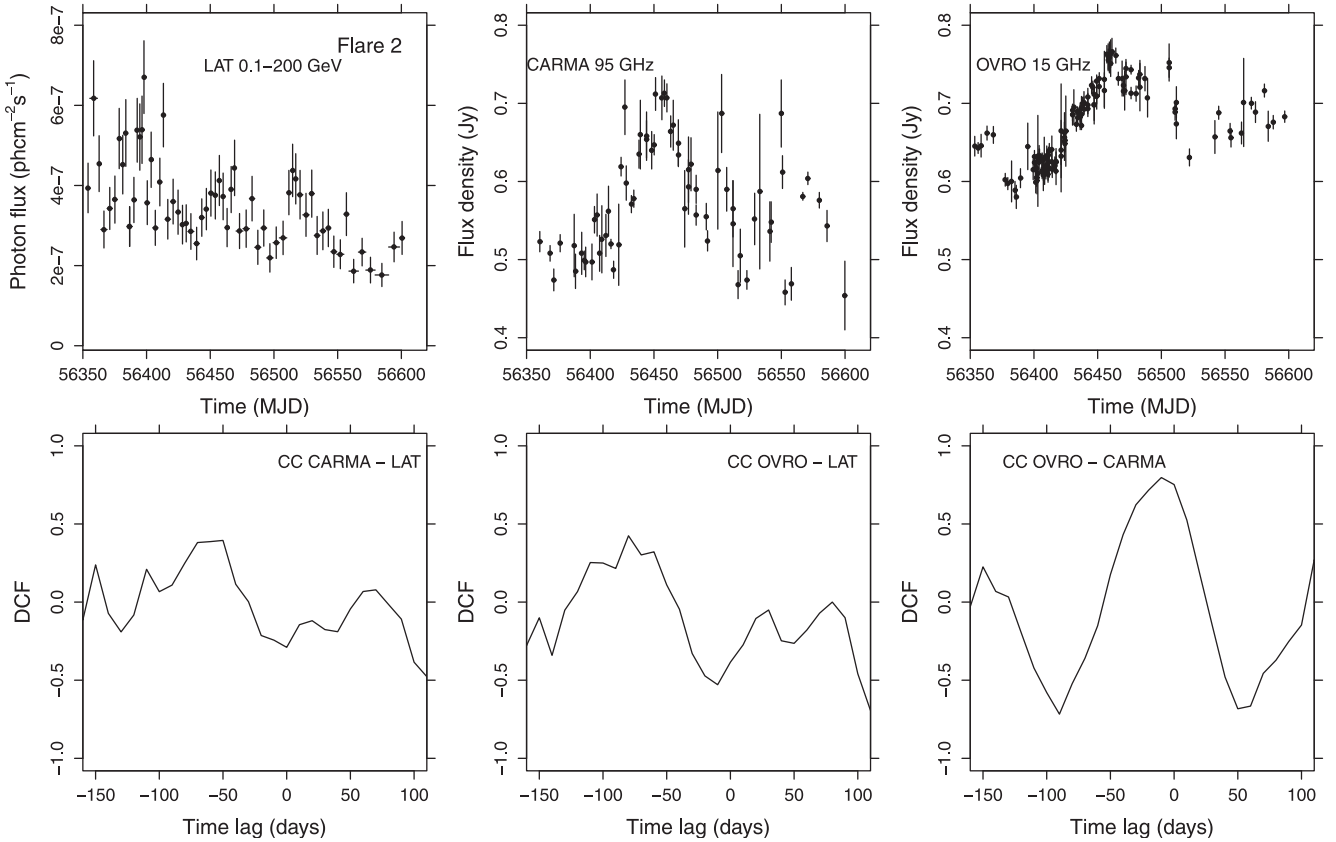 Flare 2
LAT 0.1−200 GeV
Photon flux (phcm−2s−1)
8e−7
6e−7
4e−7
2e−7
0
56350 56400 56450 56500 56550 56600
Time (MJD)
CARMA 95 GHz
Flux density (Jy)
0.8
0.7
0.6
0.5
0.4
56400 56450 56500 56550 56600
Time (MJD)
OVRO 15 GHz
Flux density (Jy)
0.8
0.7
0.6
0.5
0.4
56350 56400 56450 56500 56550 56600
Time (MJD)
CC CARMA − LAT
DCF
1.0
0.5
0.0
−0.5
−1.0
−150 −100 −50 0 50 100
Time lag (days)
CC OVRO − LAT
DCF
1.0
0.5
0.0
−0.5
−1.0
−150 −100 −50 0 50 100
Time lag (days)
CC OVRO − CARMA
DCF
1.0
0.5
0.0
−0.5
−1.0
−150 −100 −50 0 50 100
Time lag (days)